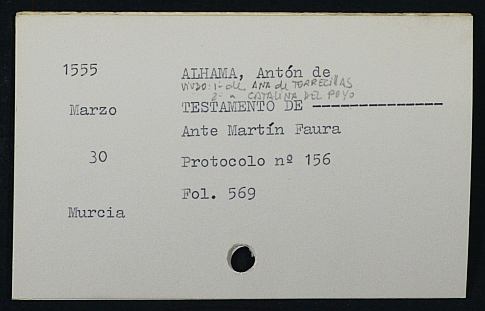 1555
ALHAMA, Antón de
VIUDO: 1º de ANA de TORRECILLAS
2º a CATALINA DEL POYO
Marzo
TESTAMENTO DE ---------------
Ante Martín Faura
30
Protocolo nº 156
Fol. 569
Murcia